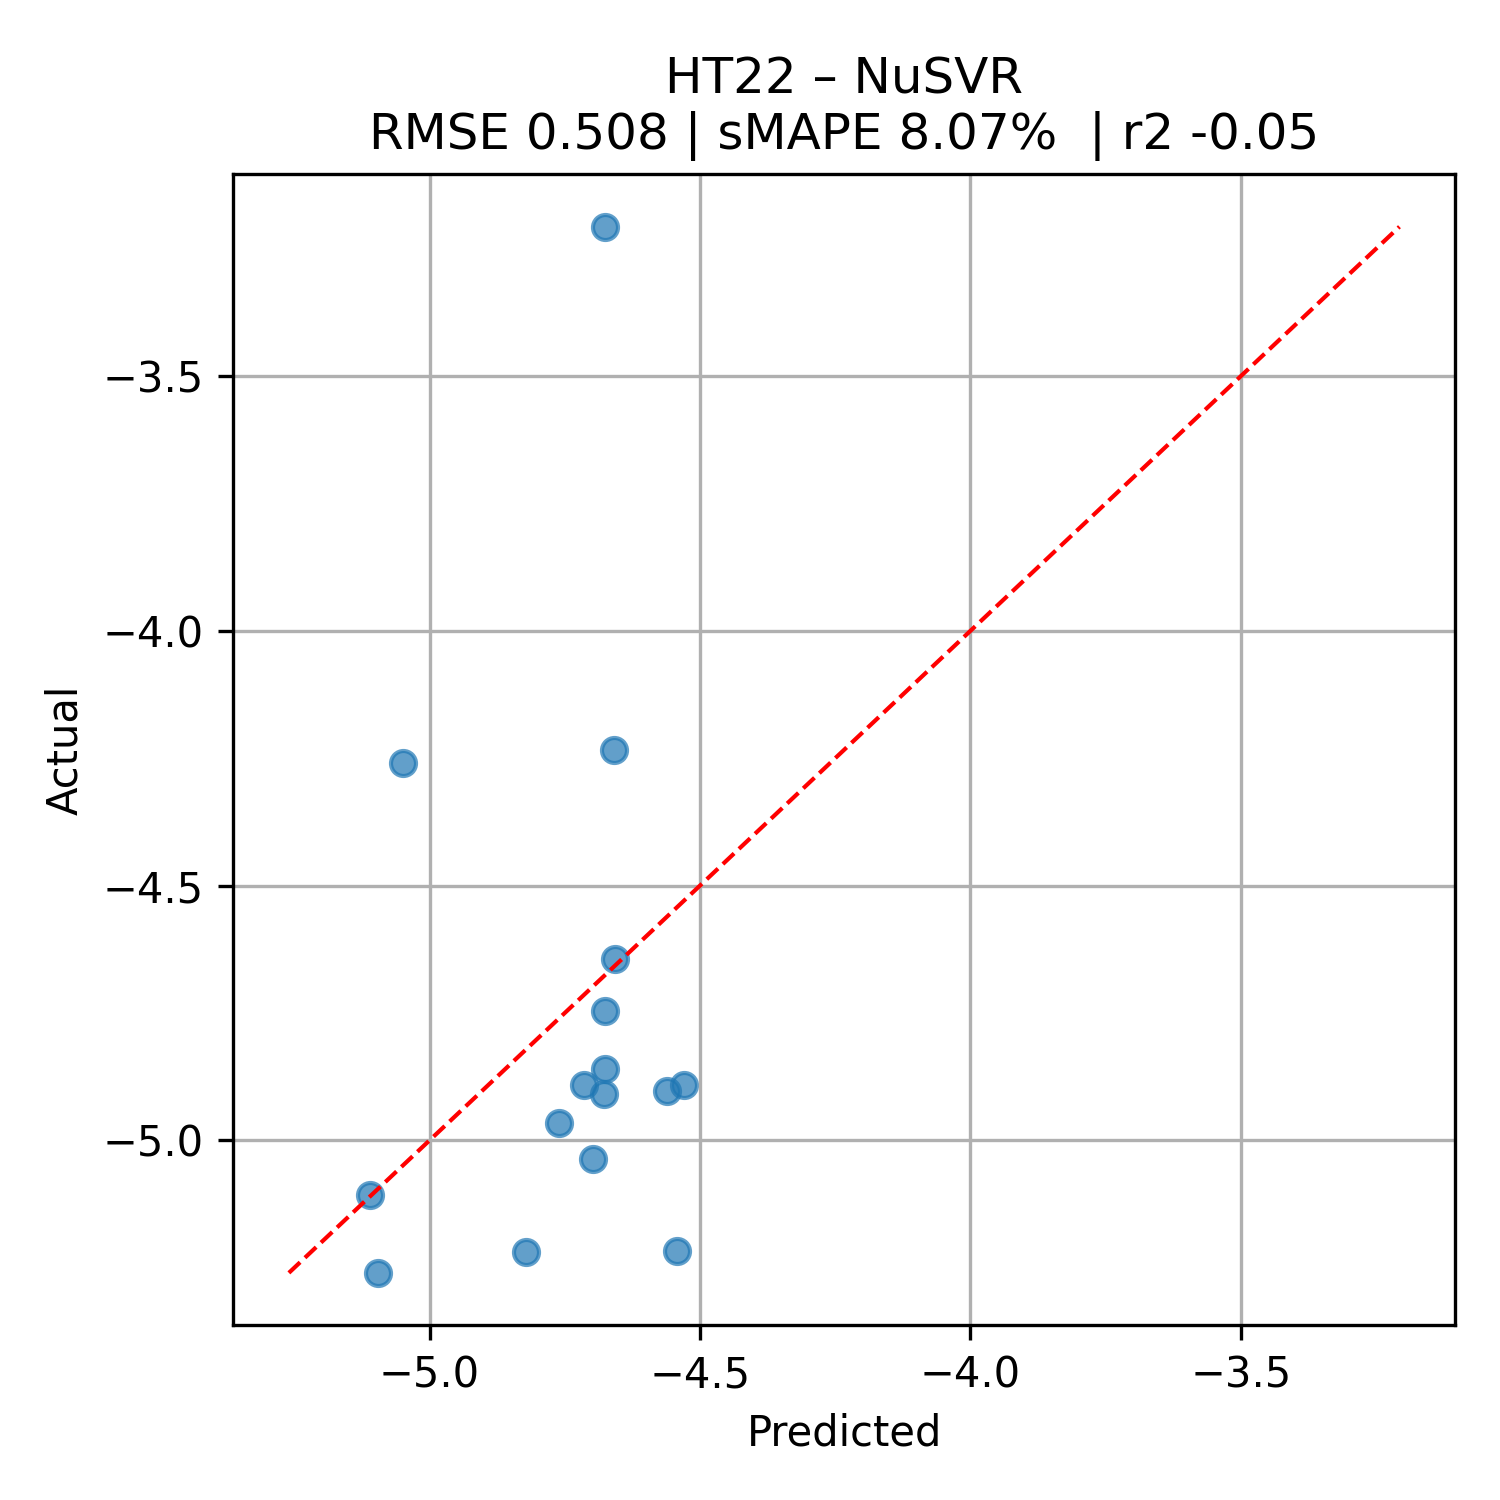 HT22 – NuSVR
RMSE 0.508 | sMAPE 8.07%  | r2 -0.05
−3.5
−4.0
−4.5
−5.0
Actual
−5.0 −4.5 −4.0 −3.5
Predicted